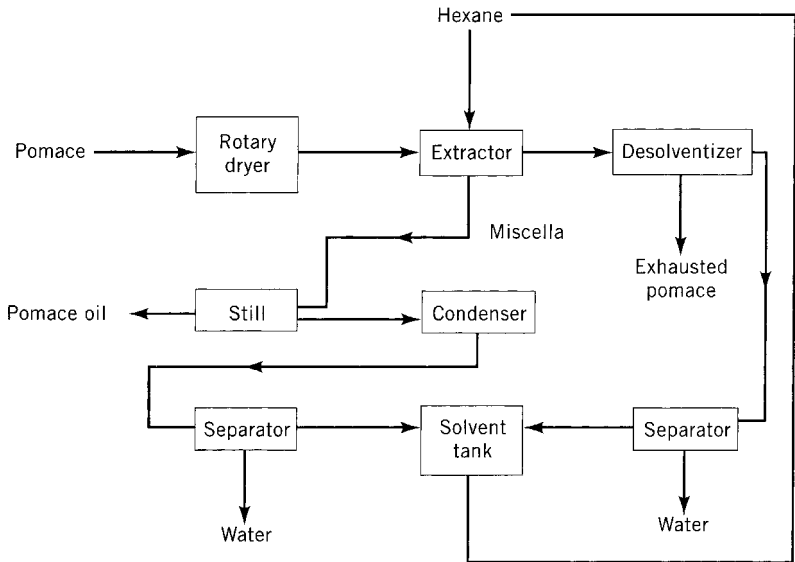 Hexane
Pomace
Rotary
dryer
Extractor
Desolventizer
Miscella
Exhausted
pomace
Pomace oil
Still
Condenser
Separator
Solvent
tank
Separator
Water
Water